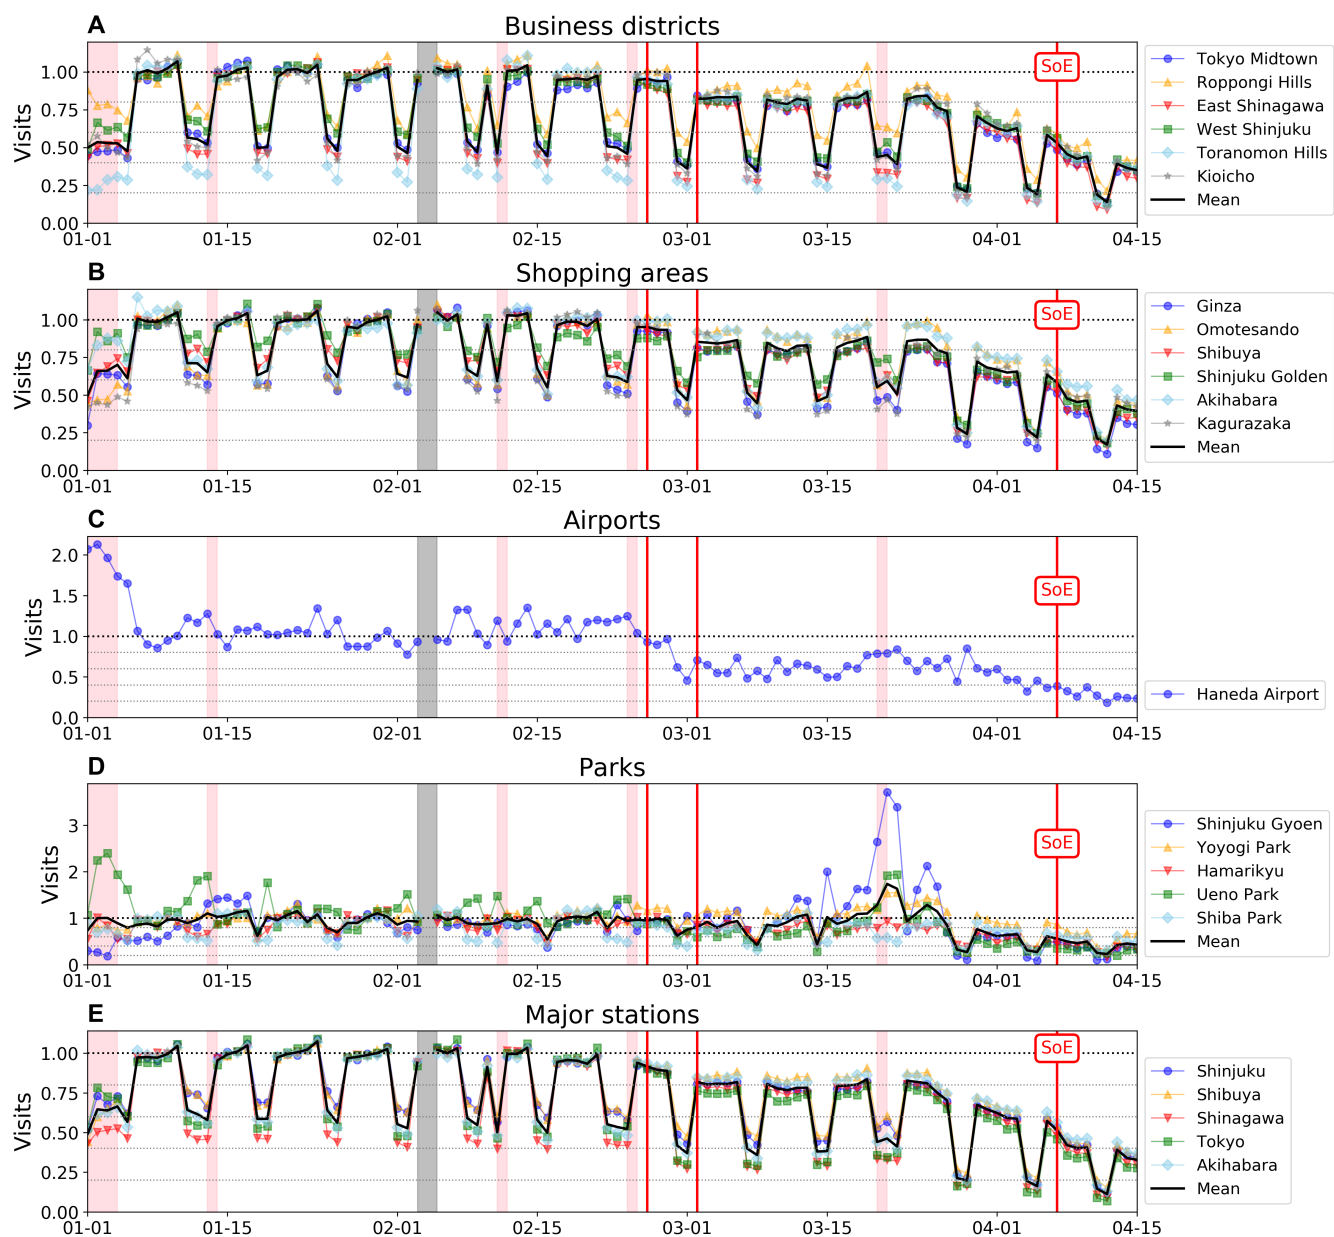 A
Business districts
Visits
1.00
0.75
0.50
0.25
0.00
SoE
01-01
01-15
02-01
02-15
03-01
03-15
04-01
04-15
Tokyo Midtown
Roppongi Hills
East Shinagawa
West Shinjuku
Toranomon Hills
Kioicho
Mean
B
Shopping areas
Visits
1.00
0.75
0.50
0.25
0.00
SoE
01-01
01-15
02-01
02-15
03-01
03-15
04-01
04-15
Ginza
Omotesando
Shibuya
Shinjuku Golden
Akihabara
Kagurazaka
Mean
C
Airports
Visits
2.0
1.5
1.0
0.5
0.0
SoE
01-01
01-15
02-01
02-15
03-01
03-15
04-01
04-15
Haneda Airport
D
Parks
Visits
3
2
1
0
SoE
01-01
01-15
02-01
02-15
03-01
03-15
04-01
04-15
Shinjuku Gyoen
Yoyogi Park
Hamarikyu
Ueno Park
Shiba Park
Mean
E
Major stations
Visits
1.00
0.75
0.50
0.25
0.00
SoE
01-01
01-15
02-01
02-15
03-01
03-15
04-01
04-15
Shinjuku
Shibuya
Shinagawa
Tokyo
Akihabara
Mean